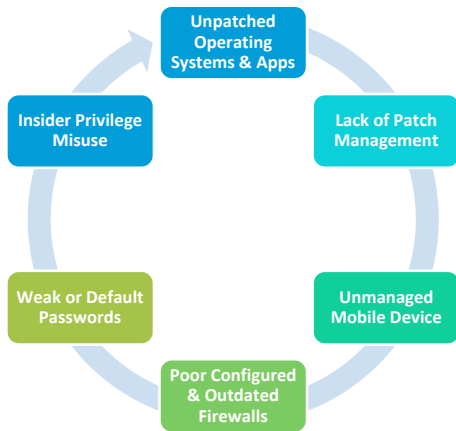 Unpatched
Operating
Systems & Apps
Lack of Patch
Management
Unmanaged
Mobile Device
Poor Configured
& Outdated
Firewalls
Weak or Default
Passwords
Insider Privilege
Misuse